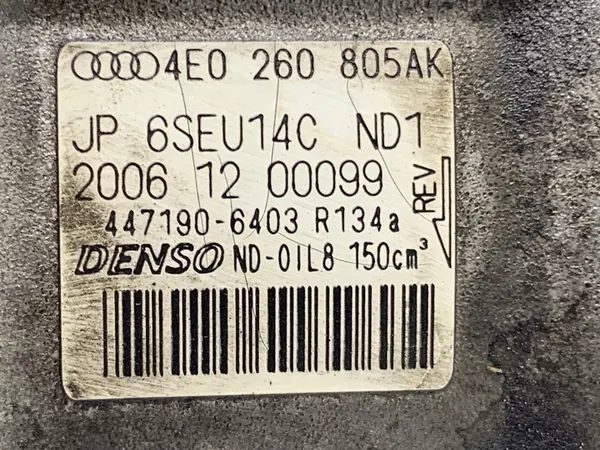 4E0 260 805AK
JP 6SEU14C ND1
2006 12 00099
REV
447190-6403 R134a
DENSO ND-OIL8 150cm³